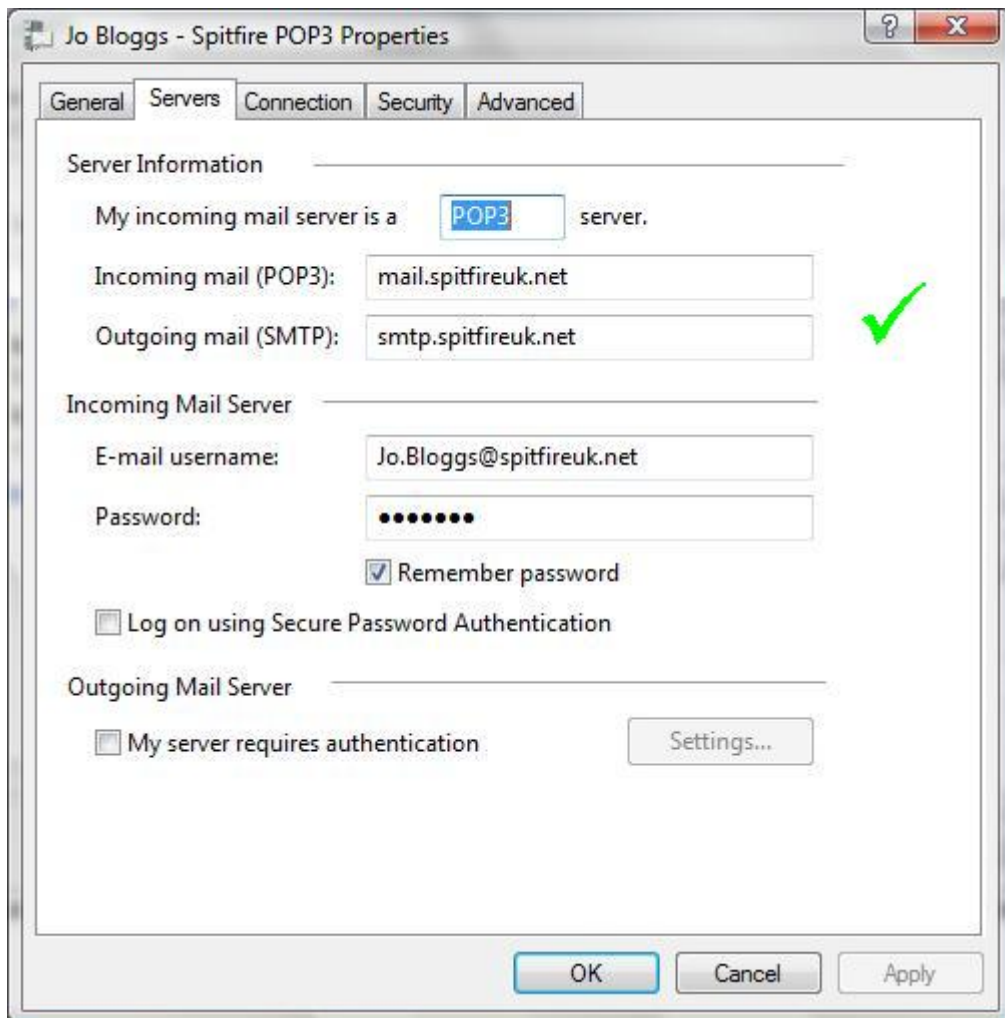 Jo Bloggs - Spitfire POP3 Properties
General Servers Connection Security Advanced
Server Information
My incoming mail server is a POP3 server.
Incoming mail (POP3): mail.spitfireuk.net
Outgoing mail (SMTP): smtp.spitfireuk.net
Incoming Mail Server
E-mail username: Jo.Bloggs@spitfireuk.net
Password: •••••••
Remember password
Log on using Secure Password Authentication
Outgoing Mail Server
My server requires authentication Settings...
OK Cancel Apply